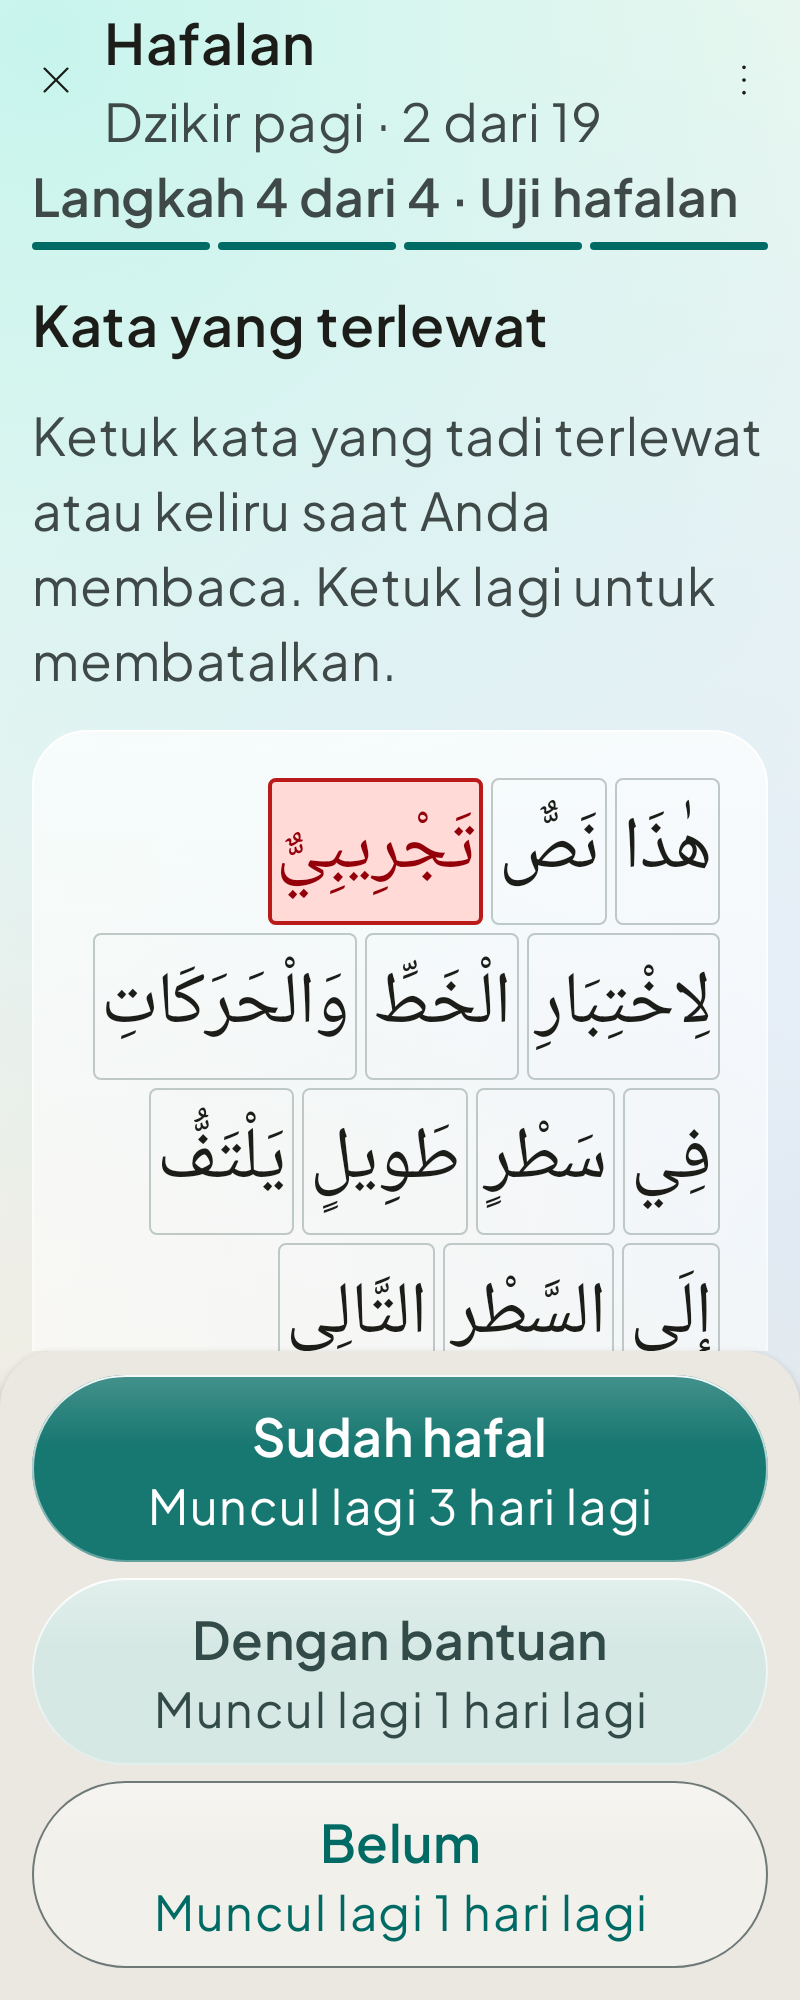 Hafalan
Dzikir pagi · 2 dari 19
Langkah 4 dari 4 · Uji hafalan
Kata yang terlewat
Ketuk kata yang tadi terlewat
atau keliru saat Anda
membaca. Ketuk lagi untuk
membatalkan.
هٰذَا نَصٌّ تَجْرِيبِيٌّ
لِاخْتِبَارِ الْخَطِّ وَالْحَرَكَاتِ
فِي سَطْرٍ طَوِيلٍ يَلْتَفُّ
إِلَى السَّطْر التَّالِي
Sudah hafal
Muncul lagi 3 hari lagi
Dengan bantuan
Muncul lagi 1 hari lagi
Belum
Muncul lagi 1 hari lagi